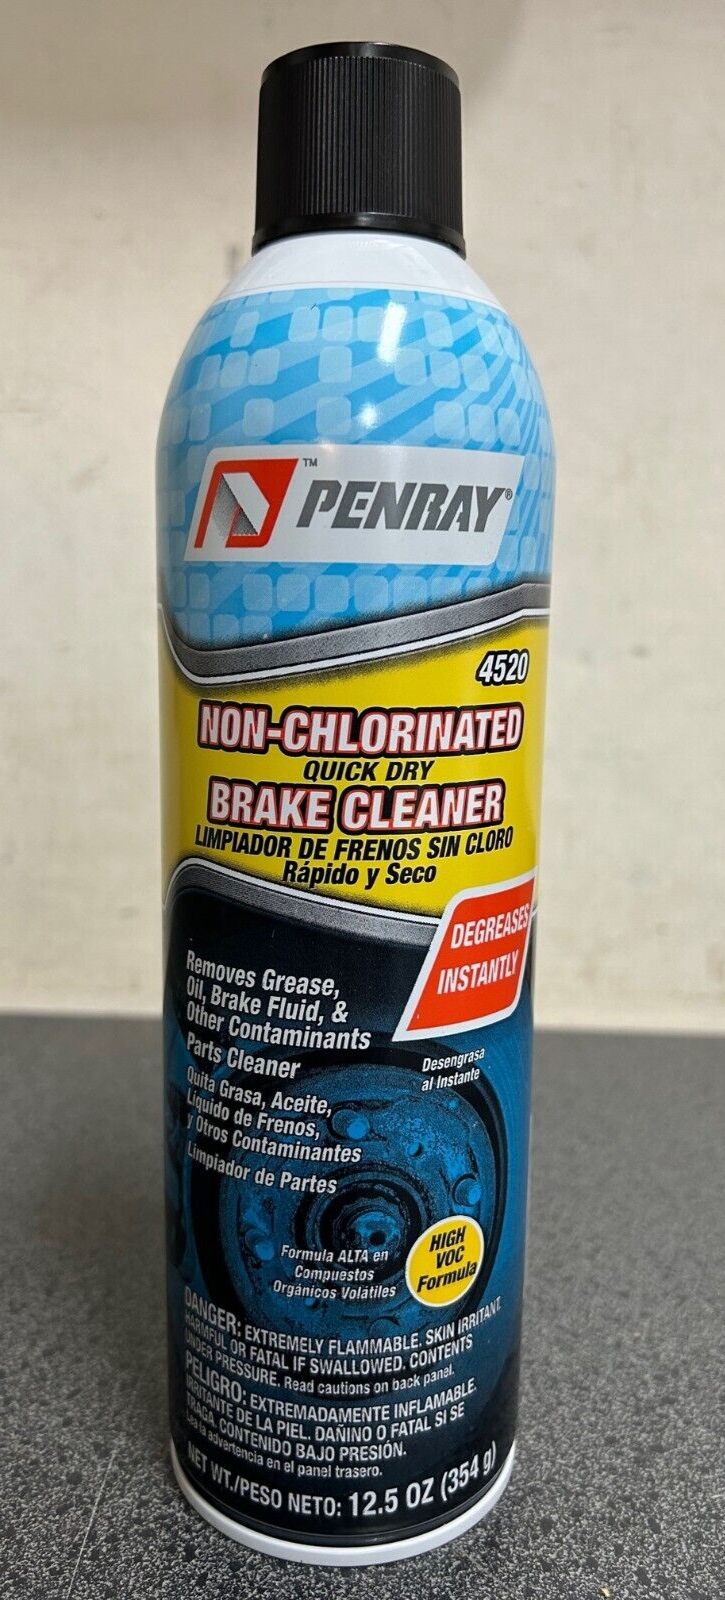 ™
PENRAY®
4520
NON-CHLORINATED
QUICK DRY
BRAKE CLEANER
LIMPIADOR DE FRENOS SIN CLORO
Rápido y Seco
DEGREASES
INSTANTLY
Desengrasa
al Instante
Removes Grease,
Oil, Brake Fluid, &
Other Contaminants
Parts Cleaner
Quita Grasa, Aceite,
Líquido de Frenos,
y Otros Contaminantes
Limpiador de Partes
Formula ALTA en
Compuestos
Orgánicos Volátiles
HIGH
VOC
Formula
DANGER: EXTREMELY FLAMMABLE. SKIN IRRITANT.
HARMFUL OR FATAL IF SWALLOWED. CONTENTS
UNDER PRESSURE. Read cautions on back panel.
PELIGRO: EXTREMADAMENTE INFLAMABLE.
IRRITANTE DE LA PIEL. DAÑINO O FATAL SI SE
TRAGA. CONTENIDO BAJO PRESIÓN.
Lea la advertencia en el panel trasero.
NET WT./PESO NETO: 12.5 OZ (354 g)